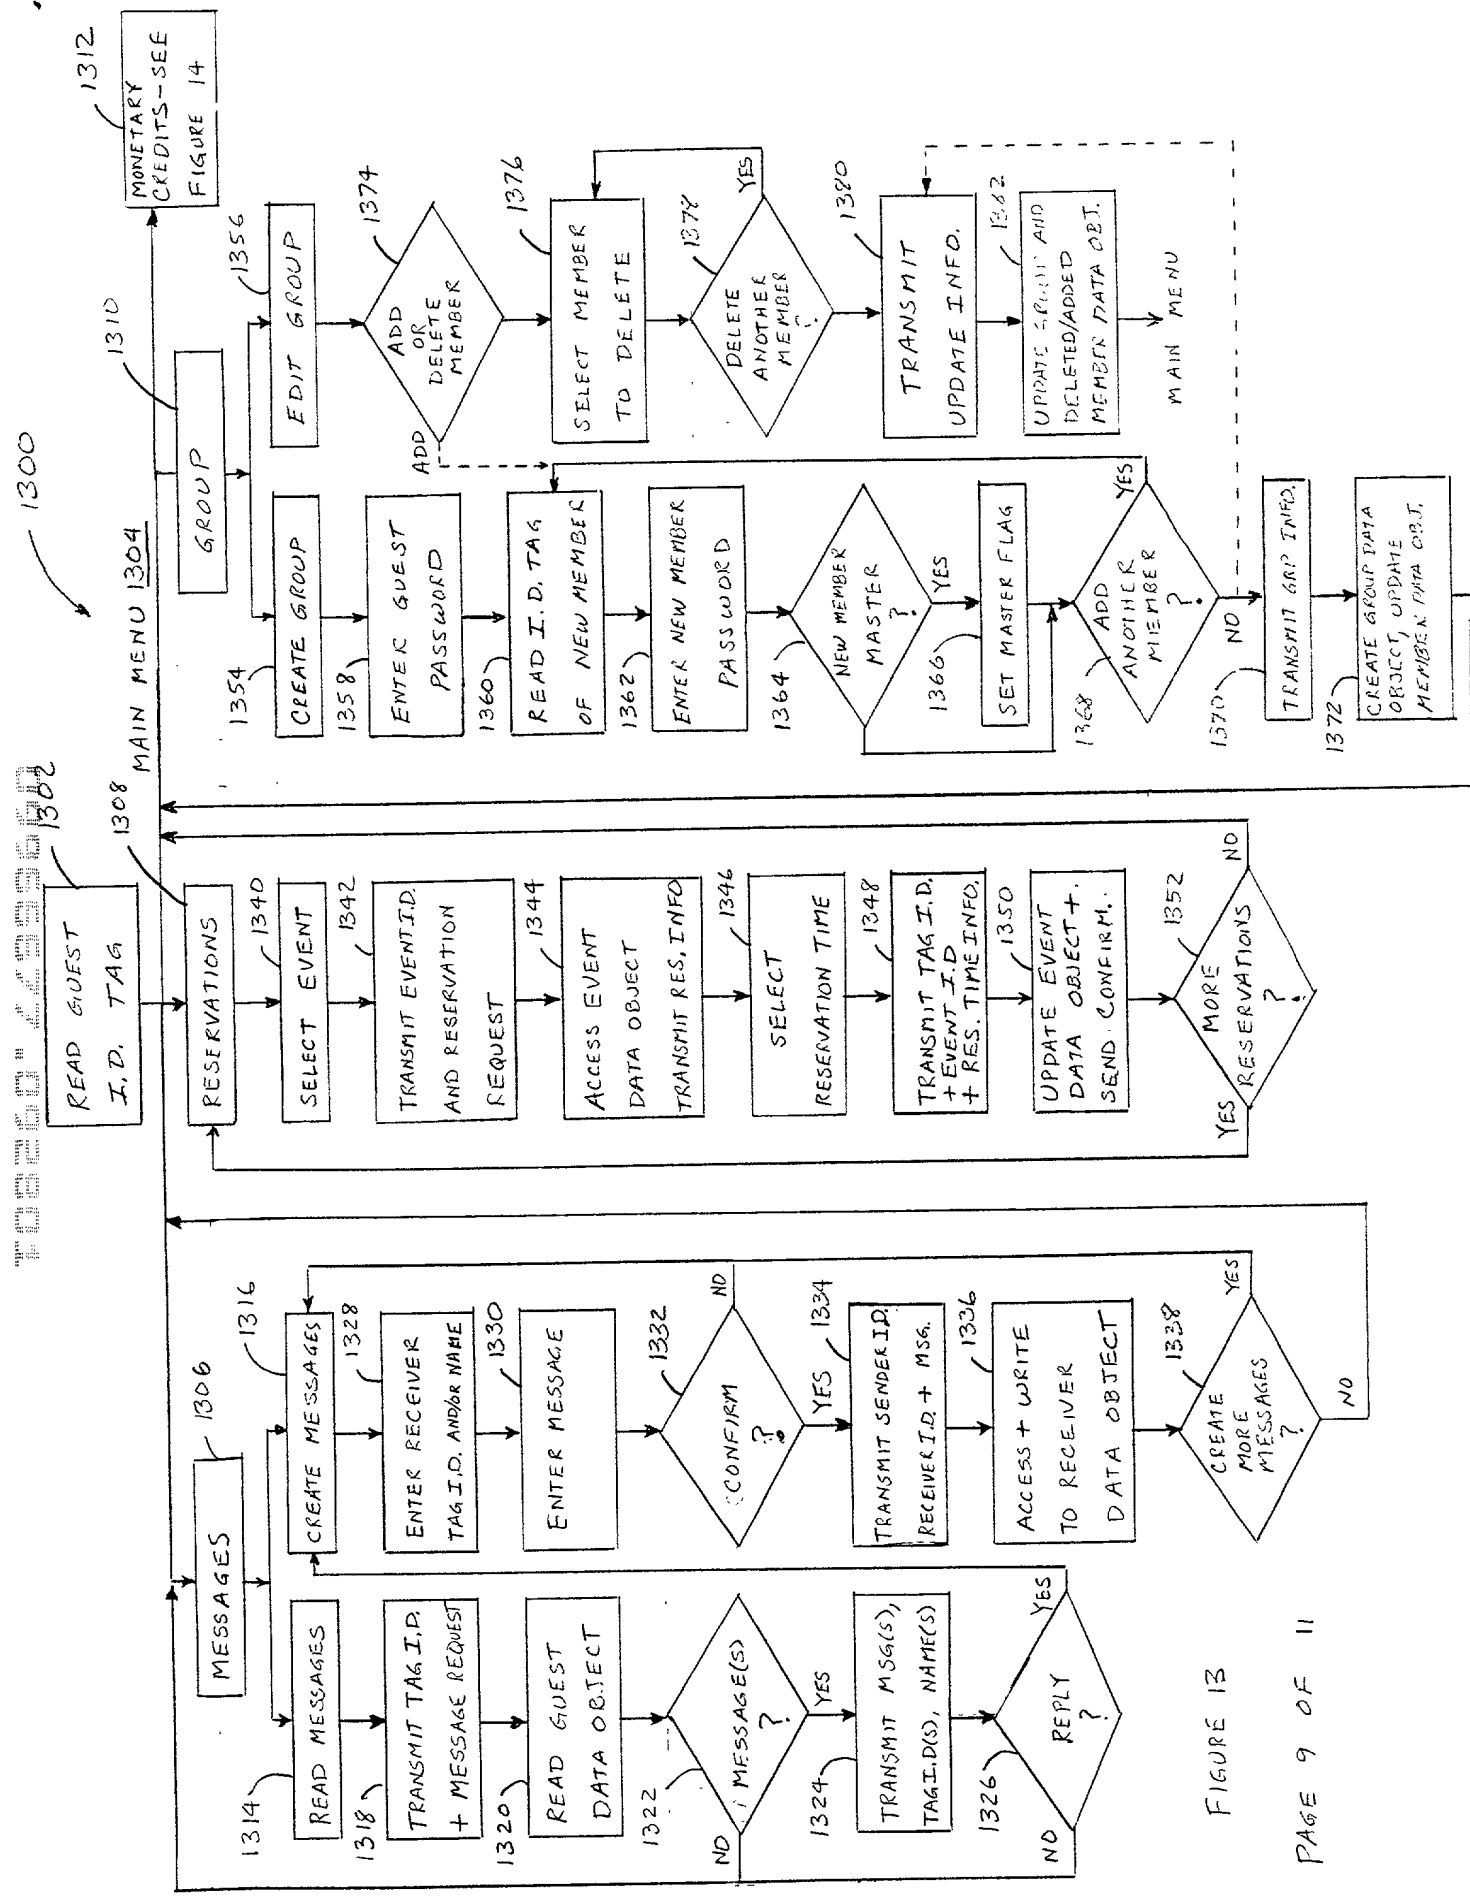 1300
1302
READ GUEST
I.D. TAG
MAIN MENU 1304
1306
MESSAGES
1308
RESERVATIONS
1310
GROUP
1312
MONETARY
CREDITS-SEE
FIGURE 14
1314
READ MESSAGES
1318
TRANSMIT TAG I.D.
+ MESSAGE REQUEST
1320
READ GUEST
DATA OBJECT
1322
MESSAGE(S)
?
NO
YES
1324
TRANSMIT MSG(S),
TAG I.D(S), NAME(S)
1326
REPLY
?
NO
YES
1316
CREATE MESSAGES
1328
ENTER RECEIVER
TAG I.D. AND/OR NAME
1330
ENTER MESSAGE
1332
CONFIRM
?
NO
YES
1334
TRANSMIT SENDER I.D.
RECEIVER I.D. + MSG.
1336
ACCESS + WRITE
TO RECEIVER
DATA OBJECT
1338
CREATE
MORE
MESSAGES
?
YES
NO
1340
SELECT EVENT
1342
TRANSMIT EVENT I.D.
AND RESERVATION
REQUEST
1344
ACCESS EVENT
DATA OBJECT
TRANSMIT RES. INFO
1346
SELECT
RESERVATION TIME
1348
TRANSMIT TAG I.D.
+ EVENT I.D
+ RES. TIME INFO.
1350
UPDATE EVENT
DATA OBJECT +
SEND CONFIRM.
1352
MORE
RESERVATIONS
?
YES
NO
1354
CREATE GROUP
1358
ENTER GUEST
PASSWORD
1360
READ I.D. TAG
OF NEW MEMBER
1362
ENTER NEW MEMBER
PASSWORD
1364
NEW MEMBER
MASTER
?
YES
1366
SET MASTER FLAG
1368
ADD
ANOTHER
MEMBER
?
YES
NO
1370
TRANSMIT GRP INFO.
1372
CREATE GROUP DATA
OBJECT, UPDATE
MEMBER DATA OBJ.
1356
EDIT GROUP
1374
ADD
OR
DELETE
MEMBER
ADD
1376
SELECT MEMBER
TO DELETE
1378
DELETE
ANOTHER
MEMBER
?
YES
1380
TRANSMIT
UPDATE INFO.
UPDATE GROUP AND
DELETED/ADDED
MEMBER DATA OBJ.
MAIN MENU
FIGURE 13
PAGE 9 OF 11